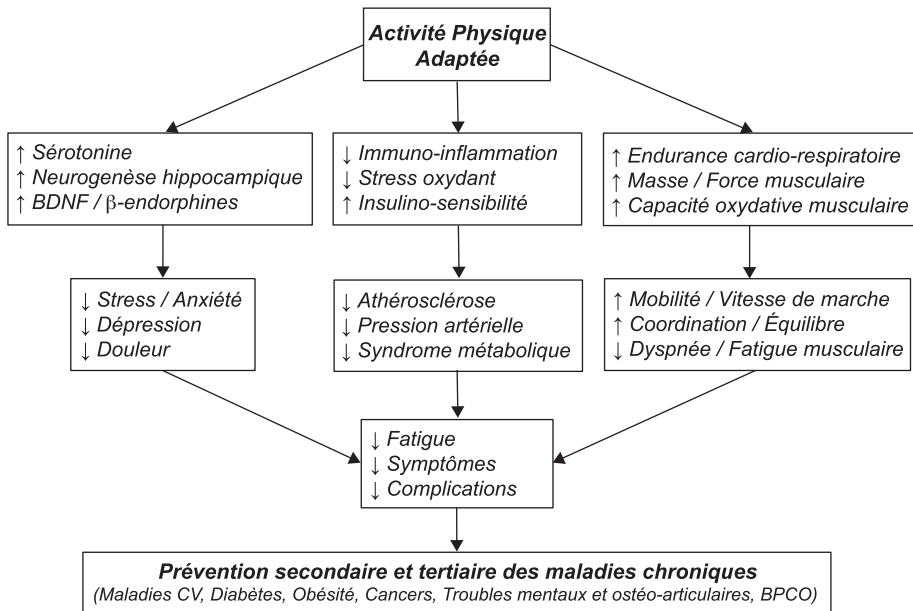 Activité Physique
Adaptée
↑ Sérotonine
↑ Neurogenèse hippocampique
↑ BDNF / β-endorphines
↓ Immuno-inflammation
↓ Stress oxydant
↑ Insulino-sensibilité
↑ Endurance cardio-respiratoire
↑ Masse / Force musculaire
↑ Capacité oxydative musculaire
↓ Stress / Anxiété
↓ Dépression
↓ Douleur
↓ Athérosclérose
↓ Pression artérielle
↓ Syndrome métabolique
↑ Mobilité / Vitesse de marche
↑ Coordination / Équilibre
↓ Dyspnée / Fatigue musculaire
↓ Fatigue
↓ Symptômes
↓ Complications
Prévention secondaire et tertiaire des maladies chroniques
(Maladies CV, Diabètes, Obésité, Cancers, Troubles mentaux et ostéo-articulaires, BPCO)